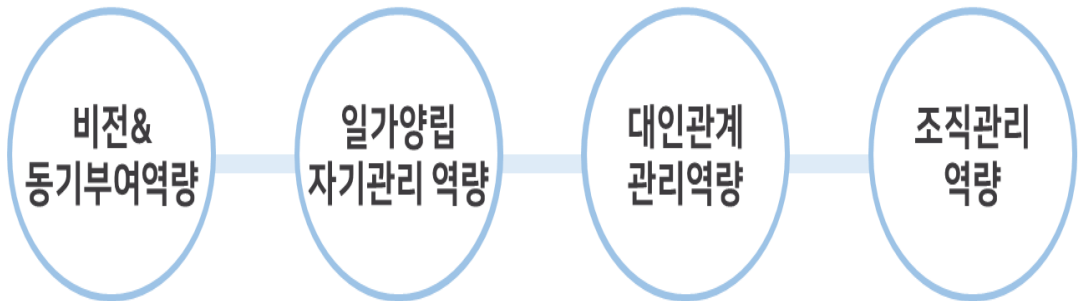 비전&
동기부여역량
일가양립
자기관리 역량
대인관계
관리역량
조직관리
역량